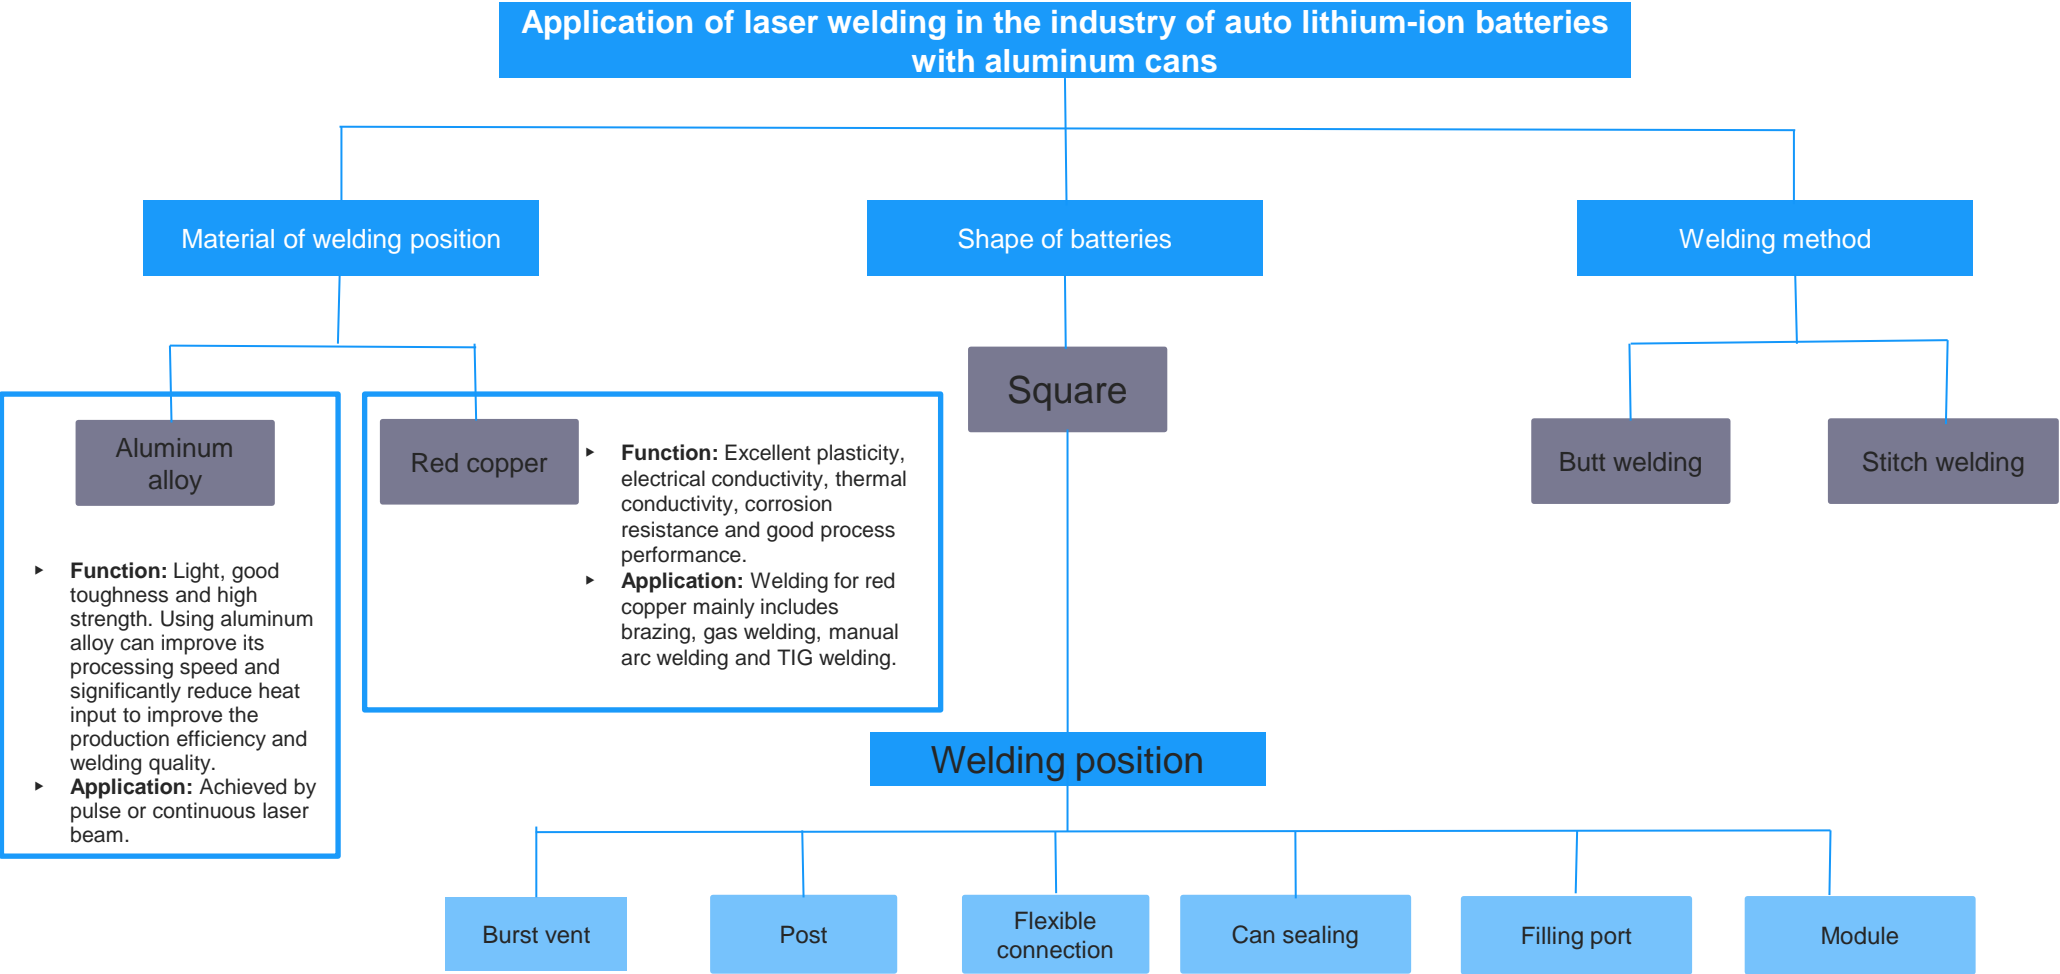 Application of laser welding in the industry of auto lithium-ion batteries
with aluminum cans
Material of welding position
Shape of batteries
Welding method
Aluminum
alloy
▸ Function: Light, good
toughness and high
strength. Using aluminum
alloy can improve its
processing speed and
significantly reduce heat
input to improve the
production efficiency and
welding quality.
▸ Application: Achieved by
pulse or continuous laser
beam.
Red copper
▸ Function: Excellent plasticity,
electrical conductivity, thermal
conductivity, corrosion
resistance and good process
performance.
▸ Application: Welding for red
copper mainly includes
brazing, gas welding, manual
arc welding and TIG welding.
Square
Butt welding
Stitch welding
Welding position
Burst vent
Post
Flexible
connection
Can sealing
Filling port
Module